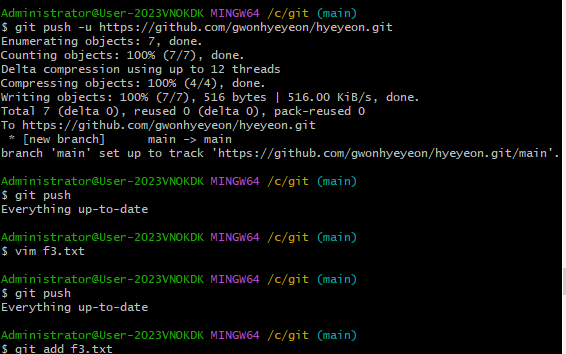 Administrator@User-2023VNOKDK MINGW64 /c/git (main)
$ git push -u https://github.com/gwonhyeyeon/hyeyeon.git
Enumerating objects: 7, done.
Counting objects: 100% (7/7), done.
Delta compression using up to 12 threads
Compressing objects: 100% (4/4), done.
Writing objects: 100% (7/7), 516 bytes | 516.00 KiB/s, done.
Total 7 (delta 0), reused 0 (delta 0), pack-reused 0
To https://github.com/gwonhyeyeon/hyeyeon.git
 * [new branch]      main -> main
branch 'main' set up to track 'https://github.com/gwonhyeyeon/hyeyeon.git/main'.
Administrator@User-2023VNOKDK MINGW64 /c/git (main)
$ git push
Everything up-to-date
Administrator@User-2023VNOKDK MINGW64 /c/git (main)
$ vim f3.txt
Administrator@User-2023VNOKDK MINGW64 /c/git (main)
$ git push
Everything up-to-date
Administrator@User-2023VNOKDK MINGW64 /c/git (main)
$ git add f3.txt